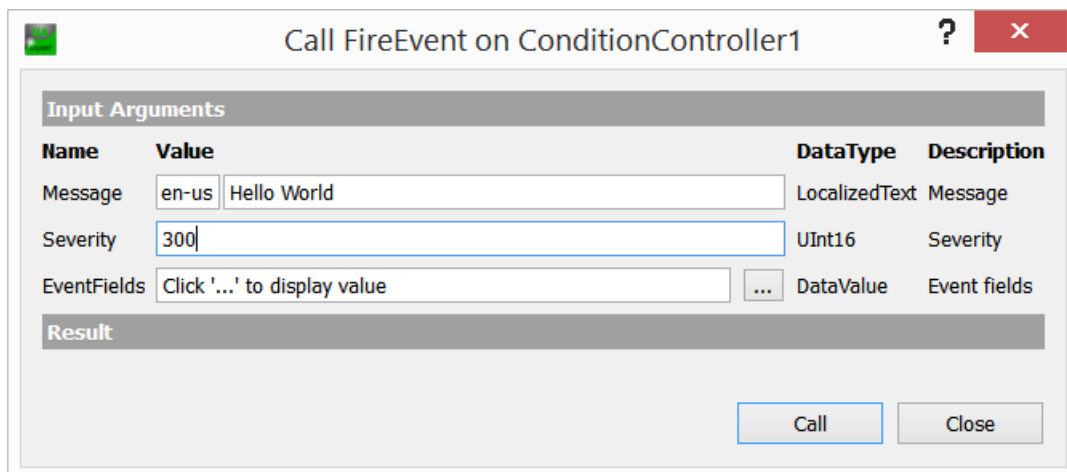 Call FireEvent on ConditionController1 ? ×
Input Arguments
Name Value DataType Description
Message en-us Hello World LocalizedText Message
Severity 300 UInt16 Severity
EventFields Click '...' to display value ... DataValue Event fields
Result
Call Close